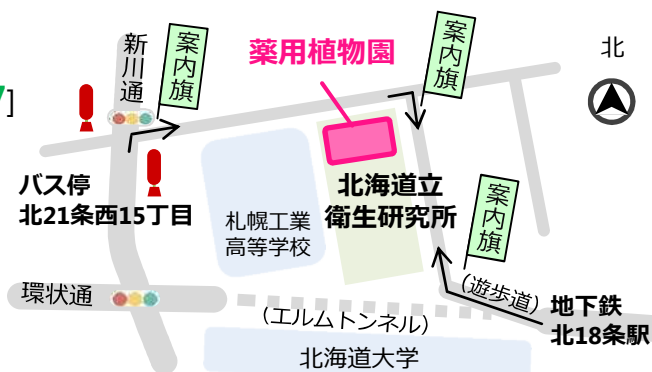 新川通
案内旗
薬用植物園
案内旗
北
]
バス停
北21条西15丁目
札幌工業
高等学校
北海道立
衛生研究所
案内旗
環状通
(遊歩道)
地下鉄
北18条駅
(エルムトンネル)
北海道大学